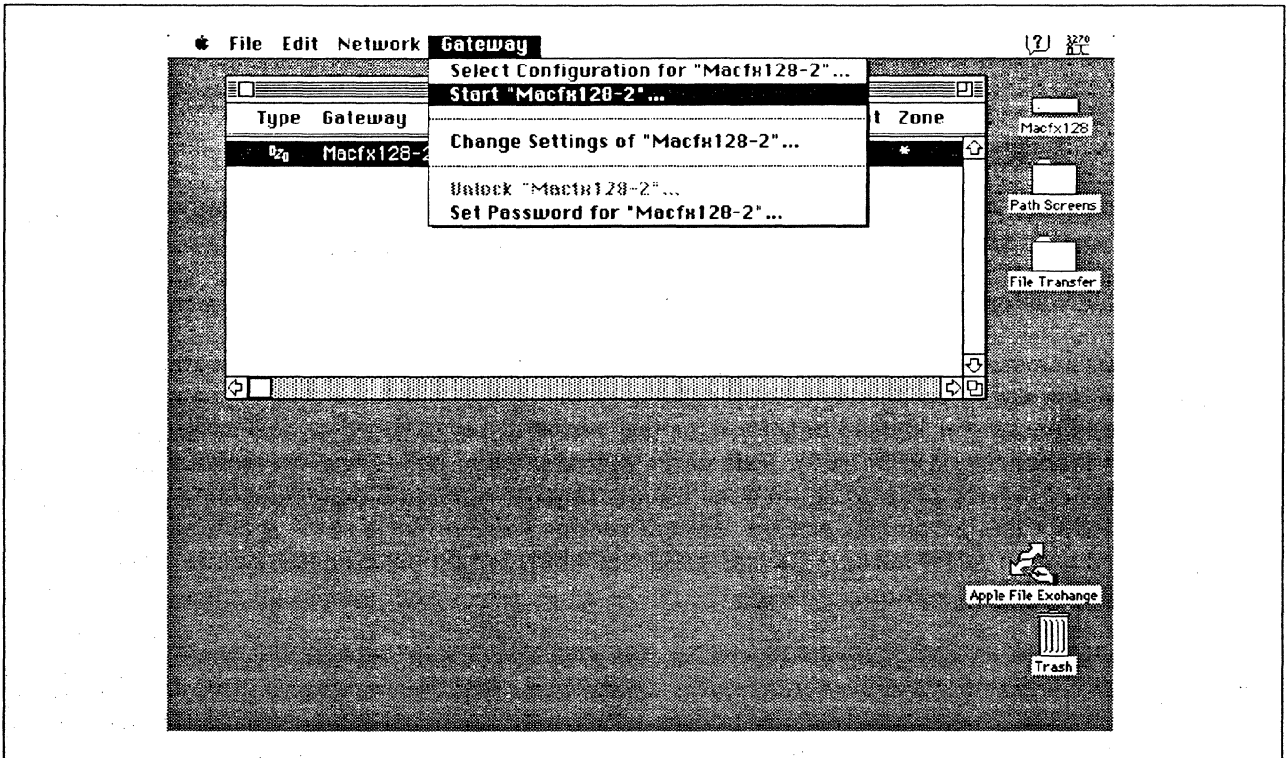 File Edit Network Gateway 3270
Select Configuration for "Macfx128-2"...
Start "Macfx128-2"...
Type Gateway t Zone
Macfx128-2 *
Change Settings of "Macfx128-2"...
Unlock "Macfx128-2"...
Set Password for "Macfx128-2"...
Macfx128
Path Screens
File Transfer
Apple File Exchange
Trash